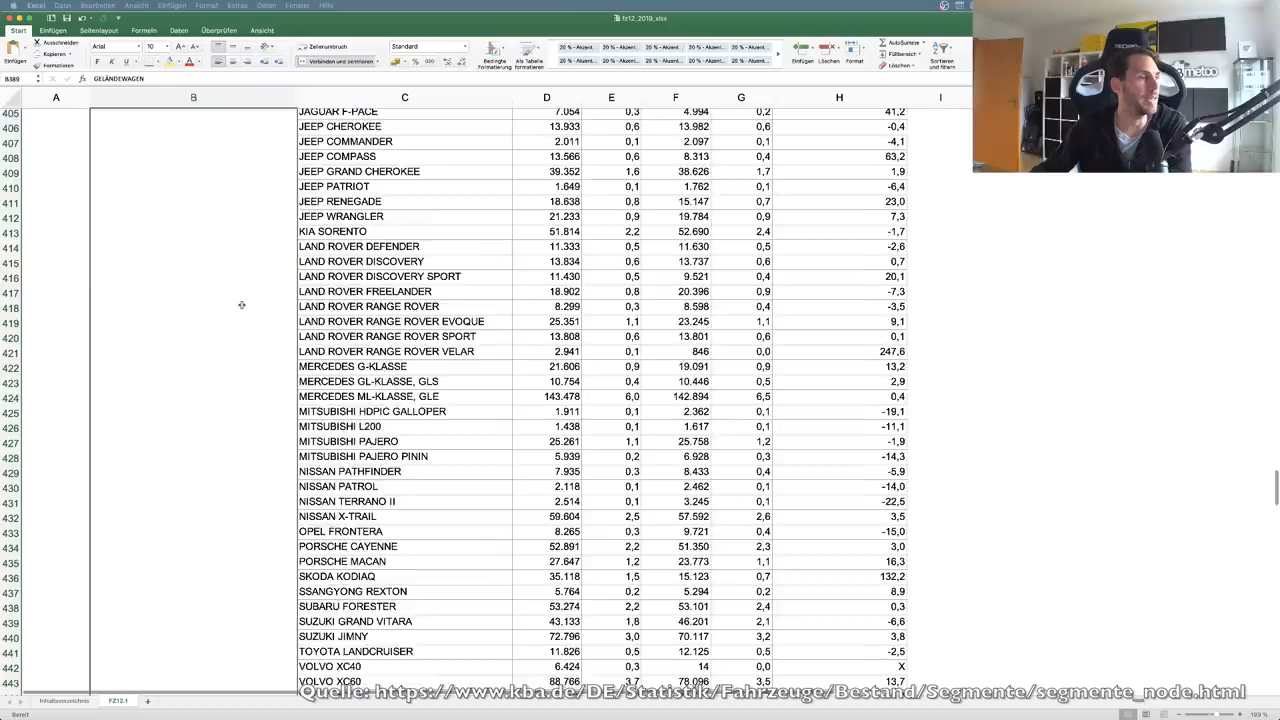 Excel Datei Bearbeiten Ansicht Einfügen Format Extras Daten Fenster Hilfe
fz12_2019_xlsx
Start Einfügen Seitenlayout Formeln Daten Überprüfen Ansicht
Einfügen Ausschneiden Kopieren Formatieren Arial 10 Zeilenumbruch Verbinden und zentrieren Standard Bedingte Formatierung Als Tabelle 20 % - Akzent... 20 % - Akzent... 20 % - Akzent... 20 % - Akzent... 20 % - Akzent... Einfügen Löschen Format AutoSumme Ausfüllen Löschen Sortieren und filtern
B389 GELÄNDEWAGEN
A B C D E F G H I
405 JAGUAR F-PACE 7.054 0,3 4.994 0,2 41,2
406 JEEP CHEROKEE 13.933 0,6 13.982 0,6 -0,4
407 JEEP COMMANDER 2.011 0,1 2.097 0,1 -4,1
408 JEEP COMPASS 13.566 0,6 8.313 0,4 63,2
409 JEEP GRAND CHEROKEE 39.352 1,6 38.626 1,7 1,9
410 JEEP PATRIOT 1.649 0,1 1.762 0,1 -6,4
411 JEEP RENEGADE 18.638 0,8 15.147 0,7 23,0
412 JEEP WRANGLER 21.233 0,9 19.784 0,9 7,3
413 KIA SORENTO 51.814 2,2 52.690 2,4 -1,7
414 LAND ROVER DEFENDER 11.333 0,5 11.630 0,5 -2,6
415 LAND ROVER DISCOVERY 13.834 0,6 13.737 0,6 0,7
416 LAND ROVER DISCOVERY SPORT 11.430 0,5 9.521 0,4 20,1
417 LAND ROVER FREELANDER 18.902 0,8 20.396 0,9 -7,3
418 LAND ROVER RANGE ROVER 8.299 0,3 8.598 0,4 -3,5
419 LAND ROVER RANGE ROVER EVOQUE 25.351 1,1 23.245 1,1 9,1
420 LAND ROVER RANGE ROVER SPORT 13.808 0,6 13.801 0,6 0,1
421 LAND ROVER RANGE ROVER VELAR 2.941 0,1 846 0,0 247,6
422 MERCEDES G-KLASSE 21.606 0,9 19.091 0,9 13,2
423 MERCEDES GL-KLASSE, GLS 10.754 0,4 10.446 0,5 2,9
424 MERCEDES ML-KLASSE, GLE 143.478 6,0 142.894 6,5 0,4
425 MITSUBISHI HDPIC GALLOPER 1.911 0,1 2.362 0,1 -19,1
426 MITSUBISHI L200 1.438 0,1 1.617 0,1 -11,1
427 MITSUBISHI PAJERO 25.261 1,1 25.758 1,2 -1,9
428 MITSUBISHI PAJERO PININ 5.939 0,2 6.928 0,3 -14,3
429 NISSAN PATHFINDER 7.935 0,3 8.433 0,4 -5,9
430 NISSAN PATROL 2.118 0,1 2.462 0,1 -14,0
431 NISSAN TERRANO II 2.514 0,1 3.245 0,1 -22,5
432 NISSAN X-TRAIL 59.604 2,5 57.592 2,6 3,5
433 OPEL FRONTERA 8.265 0,3 9.721 0,4 -15,0
434 PORSCHE CAYENNE 52.891 2,2 51.350 2,3 3,0
435 PORSCHE MACAN 27.647 1,2 23.773 1,1 16,3
436 SKODA KODIAQ 35.118 1,5 15.123 0,7 132,2
437 SSANGYONG REXTON 5.764 0,2 5.294 0,2 8,9
438 SUBARU FORESTER 53.274 2,2 53.101 2,4 0,3
439 SUZUKI GRAND VITARA 43.133 1,8 46.201 2,1 -6,6
440 SUZUKI JIMNY 72.796 3,0 70.117 3,2 3,8
441 TOYOTA LANDCRUISER 11.826 0,5 12.125 0,5 -2,5
442 VOLVO XC40 6.424 0,3 14 0,0 X
443 VOLVO XC60 88.766 3,7 78.096 3,5 13,7
Quelle: https://www.kba.de/DE/Statistik/Fahrzeuge/Bestand/Segmente/segmente_node.html
Inhaltsverzeichnis FZ12.1
Bereit 199 %